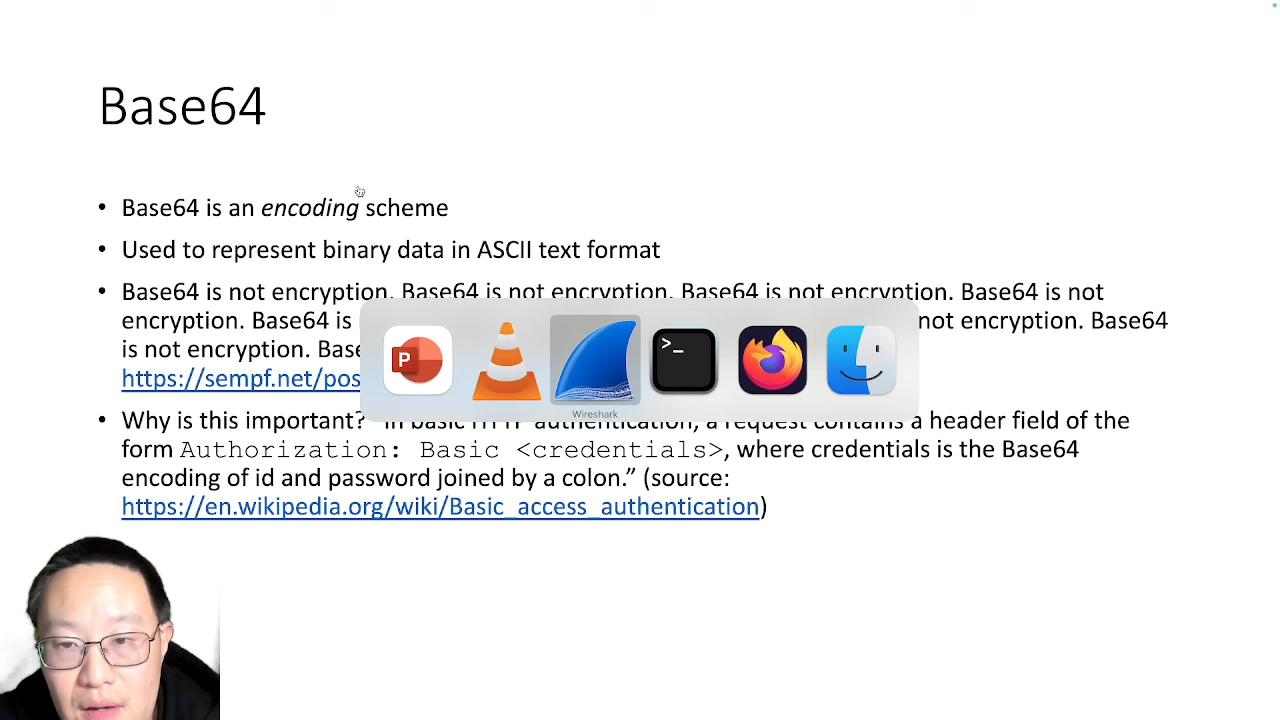 Base64
• Base64 is an encoding scheme
• Used to represent binary data in ASCII text format
• Base64 is not encryption. Base64 is not encryption. Base64 is not encryption. Base64 is not
encryption. Base64 is not encryption. Base64
is not encryption. Base
https://sempf.net/pos
P
>_
Wireshark
• Why is this important? “In basic HTTP authentication, a request contains a header field of the
form Authorization: Basic <credentials>, where credentials is the Base64
encoding of id and password joined by a colon.” (source:
https://en.wikipedia.org/wiki/Basic_access_authentication)